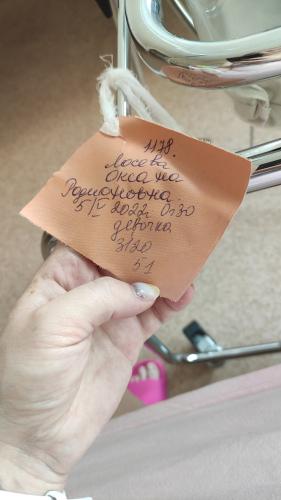 1178.
Лосева
Оксана
Родионовна.
5/V 2022г 0:30
девочка
3120
51